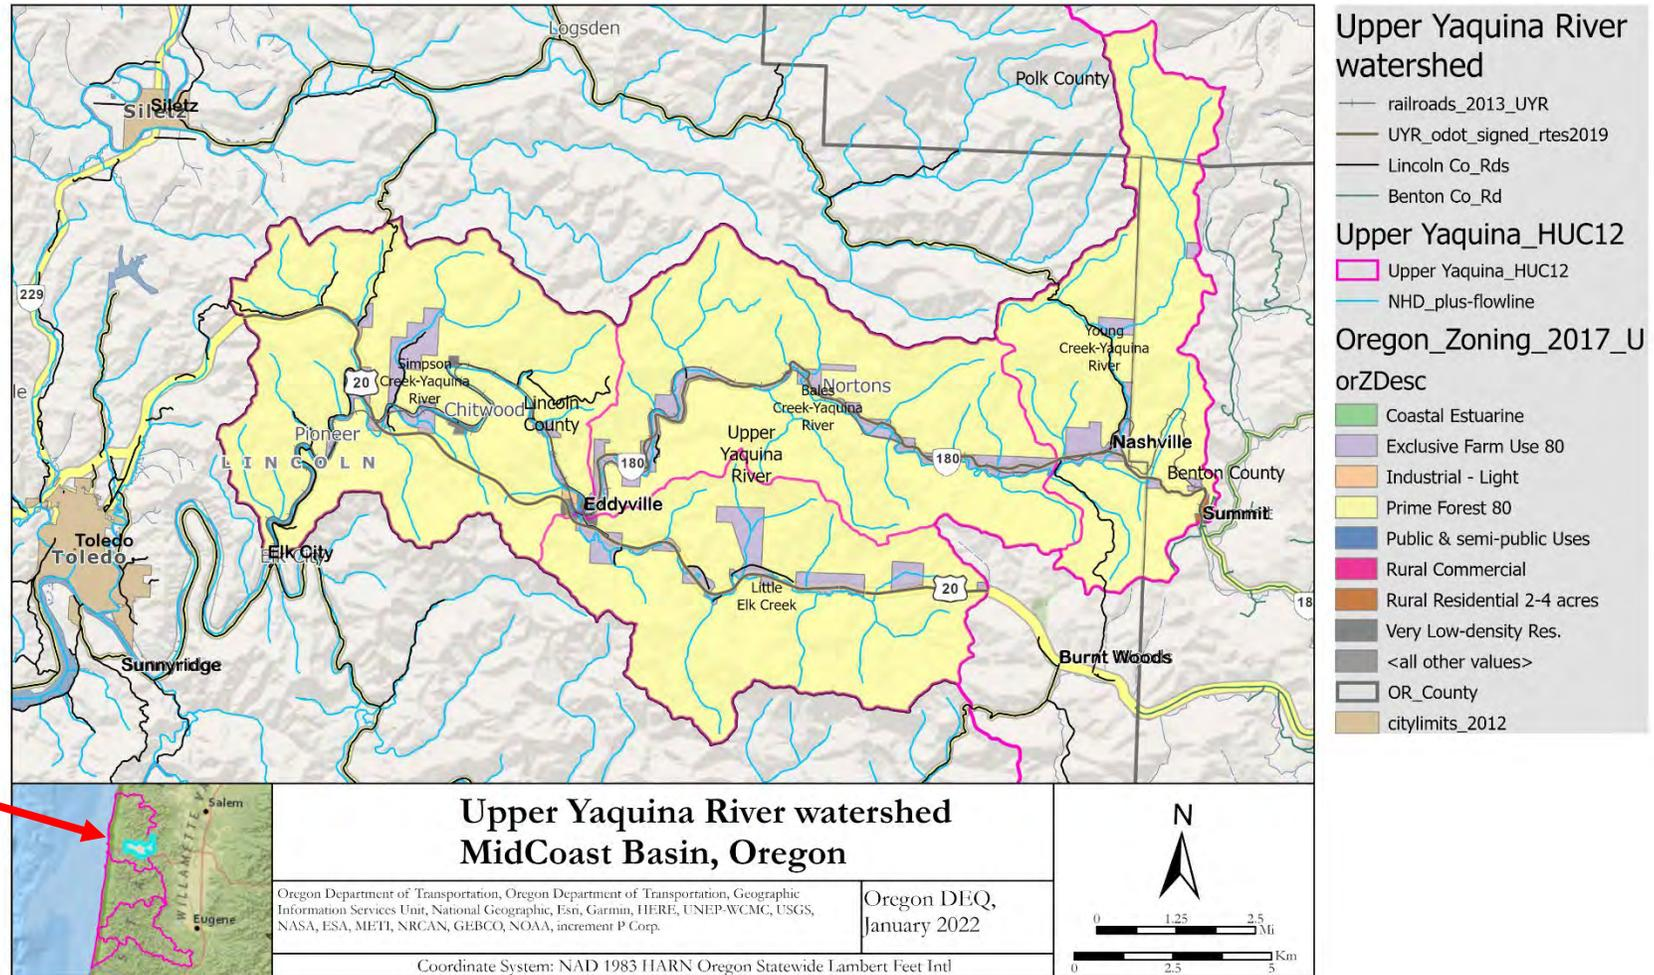 Logsden
Polk County
Siletz
Siletz
229
Young
Creek-Yaquina
River
Simpson
Creek-Yaquina
River
20
Chitwood
Lincoln
County
Nortons
Bales
Creek-Yaquina
River
Pioneer
LINCOLN
Upper
Yaquina
River
180
180
Nashville
Benton County
Eddyville
Summit
Toledo
Toledo
Elk City
Elk City
Little
Elk Creek
20
18
Sunnyridge
Burnt Woods
Upper Yaquina River
watershed
railroads_2013_UYR
UYR_odot_signed_rtes2019
Lincoln Co_Rds
Benton Co_Rd
Upper Yaquina_HUC12
Upper Yaquina_HUC12
NHD_plus-flowline
Oregon_Zoning_2017_U
orZDesc
Coastal Estuarine
Exclusive Farm Use 80
Industrial - Light
Prime Forest 80
Public & semi-public Uses
Rural Commercial
Rural Residential 2-4 acres
Very Low-density Res.
<all other values>
OR_County
citylimits_2012
Salem
WILLAMETTE V
Eugene
Upper Yaquina River watershed
MidCoast Basin, Oregon
Oregon Department of Transportation, Oregon Department of Transportation, Geographic
Information Services Unit, National Geographic, Esri, Garmin, HERE, UNEP-WCMC, USGS,
NASA, ESA, METI, NRCAN, GEBCO, NOAA, increment P Corp.
Oregon DEQ,
January 2022
Coordinate System: NAD 1983 HARN Oregon Statewide Lambert Feet Intl
N
0 1.25 2.5
Mi
Km
0 2.5 5